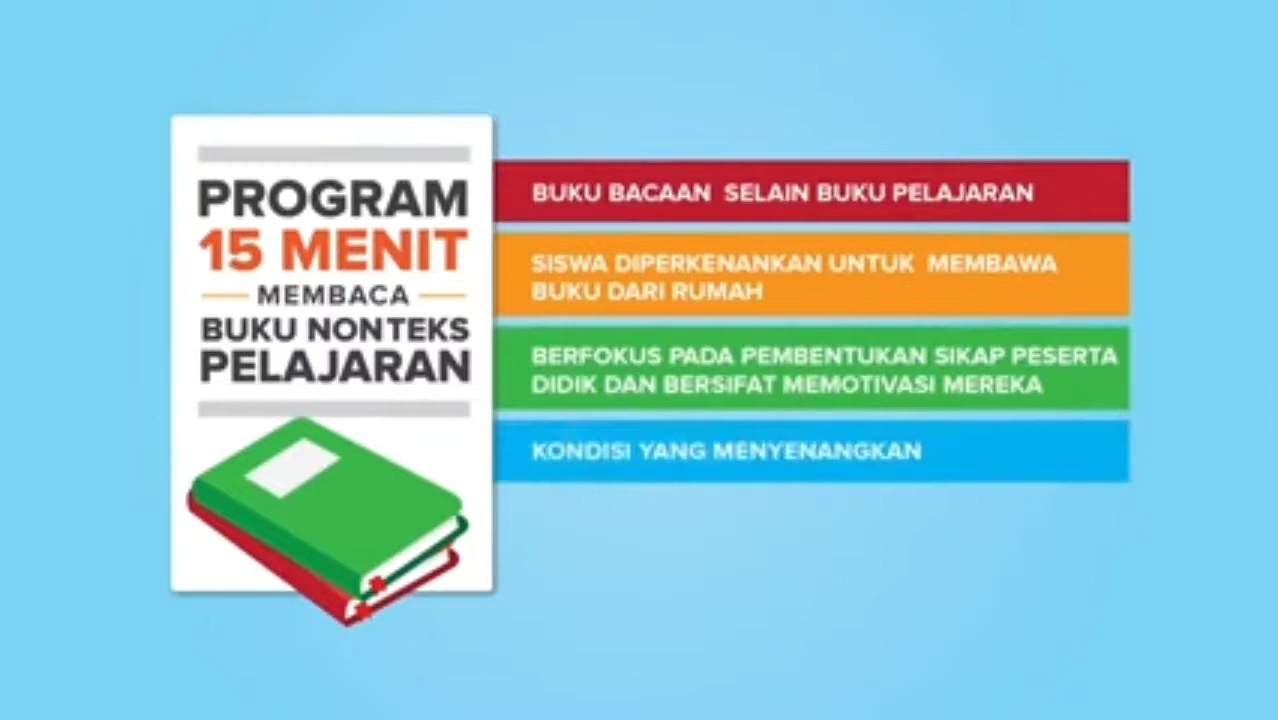 PROGRAM
15 MENIT
MEMBACA
BUKU NONTEKS
PELAJARAN
BUKU BACAAN SELAIN BUKU PELAJARAN
SISWA DIPERKENANKAN UNTUK MEMBAWA
BUKU DARI RUMAH
BERFOKUS PADA PEMBENTUKAN SIKAP PESERTA
DIDIK DAN BERSIFAT MEMOTIVASI MEREKA
KONDISI YANG MENYENANGKAN